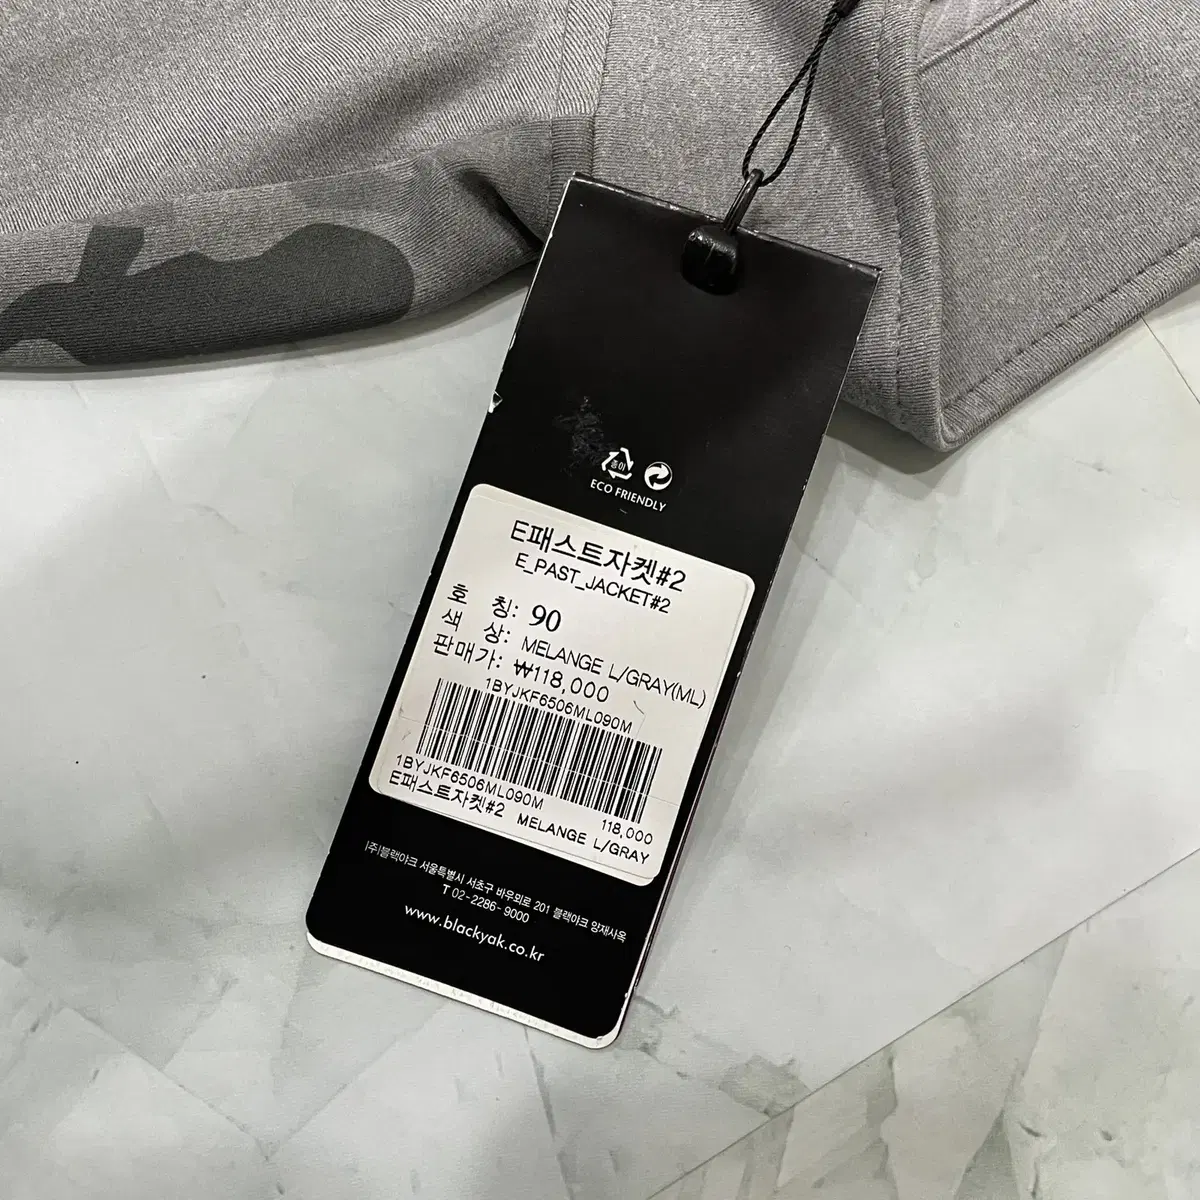 종이
ECO FRIENDLY
E패스트자켓#2
E_PAST_JACKET#2
호 칭: 90
색 상: MELANGE L/GRAY(ML)
판매가: ₩118,000
1BYJKF6506ML090M
1BYJKF6506ML090M 118,000
E패스트자켓#2 MELANGE L/GRAY
(주)블랙야크 서울특별시 서초구 바우뫼로 201 블랙야크 양재사옥
T 02-2286-9000
www.blackyak.co.kr